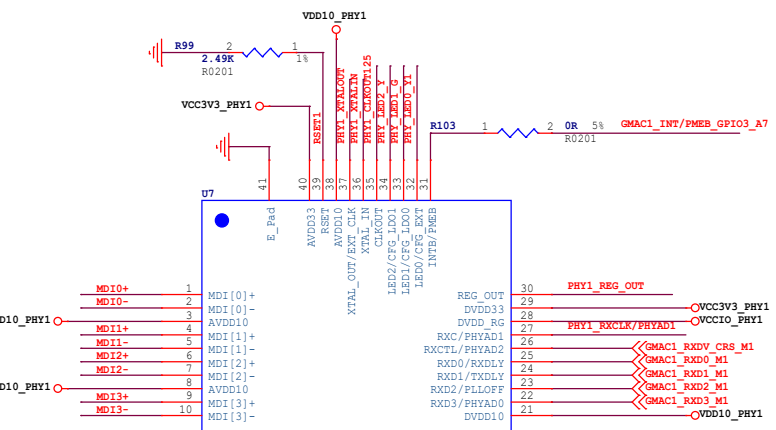 VDD10_PHY1
R99 2 1
2.49K 1%
R0201
VCC3V3_PHY1
RSET1
PHY1_XTALOUT
PHY1_XTALIN
PHY1_CLKOUT125
PHY_LED2_Y
PHY_LED1_G
PHY_LED0_Y1
R103 1 2 0R 5% GMAC1_INT/PMEB_GPIO3_A7
R0201
41 40 39 38 37 36 35 34 33 32 31
U7
E_Pad
AVDD33
RSET
AVDD10
XTAL_OUT/EXT_CLK
XTAL_IN
CLKOUT
LED2/CFG_LDO1
LED1/CFG_LDO0
LED0/CFG_EXT
INTB/PMEB
MDI0+ 1 MDI[0]+ REG_OUT 30 PHY1_REG_OUT
MDI0- 2 MDI[0]- DVDD33 29 VCC3V3_PHY1
D10_PHY1 3 AVDD10 DVDD_RG 28 VCCIO_PHY1
MDI1+ 4 MDI[1]+ RXC/PHYAD1 27 PHY1_RXCLK/PHYAD1
MDI1- 5 MDI[1]- RXCTL/PHYAD2 26 GMAC1_RXDV_CRS_M1
MDI2+ 6 MDI[2]+ RXD0/RXDLY 25 GMAC1_RXD0_M1
MDI2- 7 MDI[2]- RXD1/TXDLY 24 GMAC1_RXD1_M1
D10_PHY1 8 AVDD10 RXD2/PLLOFF 23 GMAC1_RXD2_M1
MDI3+ 9 MDI[3]+ RXD3/PHYAD0 22 GMAC1_RXD3_M1
MDI3- 10 MDI[3]- DVDD10 21 VDD10_PHY1